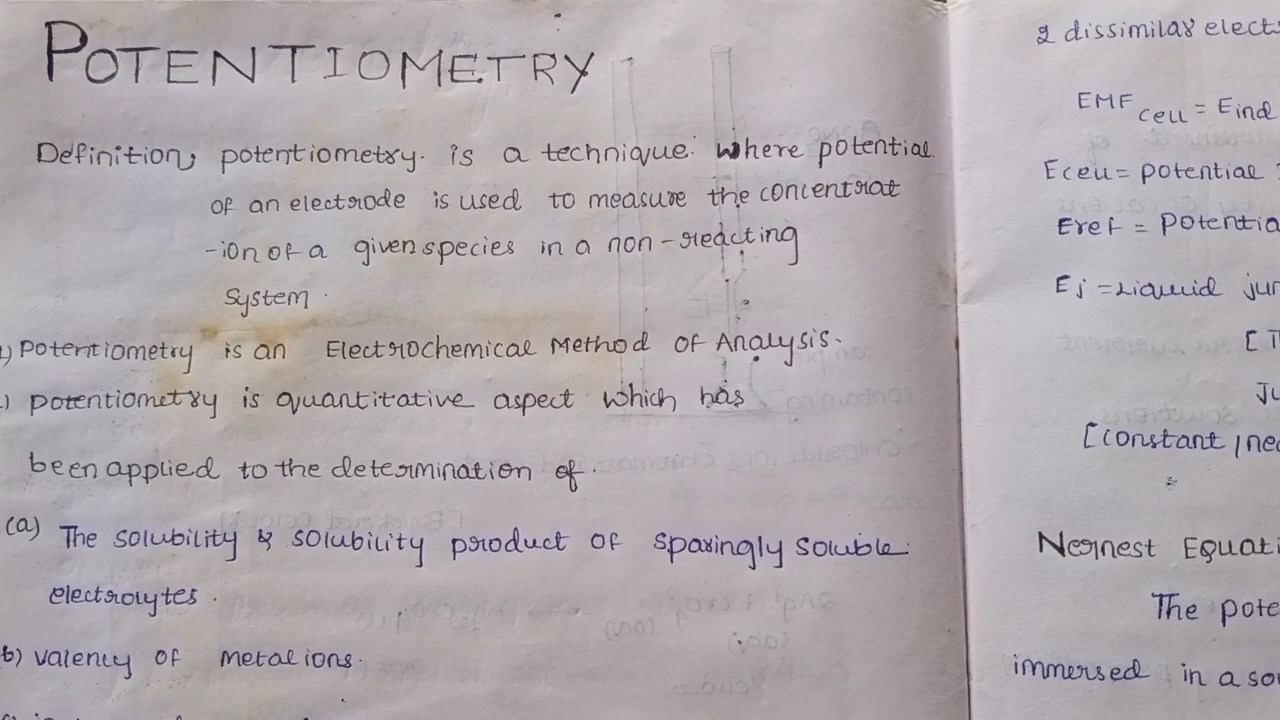 POTENTIOMETRY
Definition, potentiometry. is a technique. where potential.
of an electrode is used to measure the concentrat
-ion of a given species in a non-reacting
System.
1) Potentiometry is an Electrochemical Method of Analysis.
potentiometry is quantitative aspect which has
been applied to the determination of.
(a) The solubility & solubility product of sparingly soluble.
electrolytes.
b) valency of metal ions.
2 dissimilar elect
EMF cell = Eind
Ecell = potential
Eref = Potentia
Ej = Liquid jur
[T
Ju
[constant / neg
Nernest Equati
The pote
immersed in a so